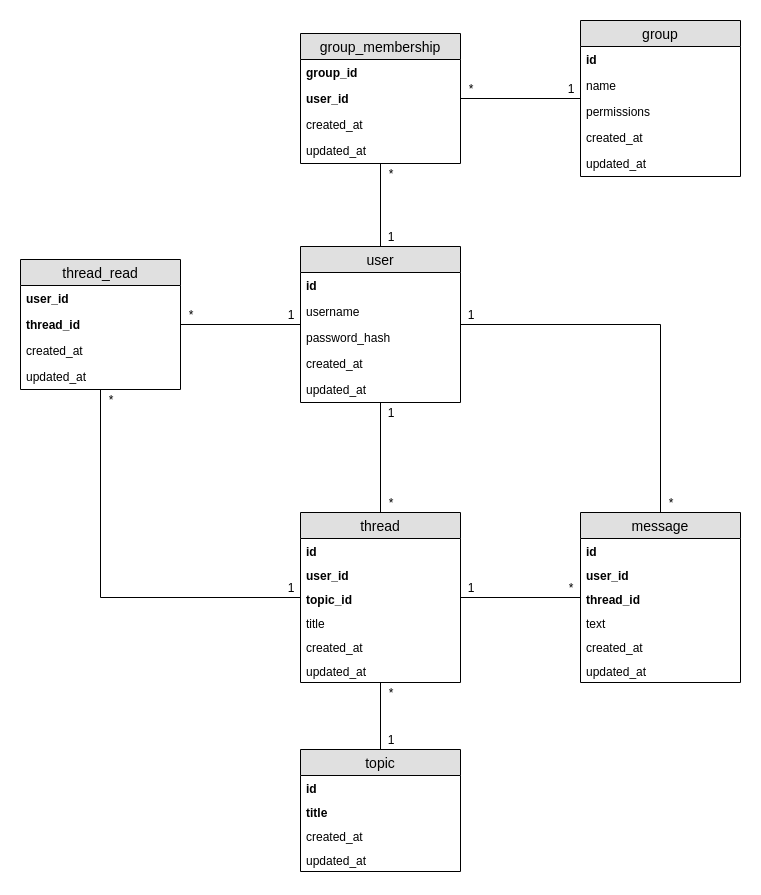 group_membership
group_id
user_id
created_at
updated_at
group
id
name
permissions
created_at
updated_at
* 1
*
1
thread_read
user_id
thread_id
created_at
updated_at
user
id
username
password_hash
created_at
updated_at
* 1
1
*
1
*
*
thread
id
user_id
topic_id
title
created_at
updated_at
message
id
user_id
thread_id
text
created_at
updated_at
1
1 *
*
1
topic
id
title
created_at
updated_at